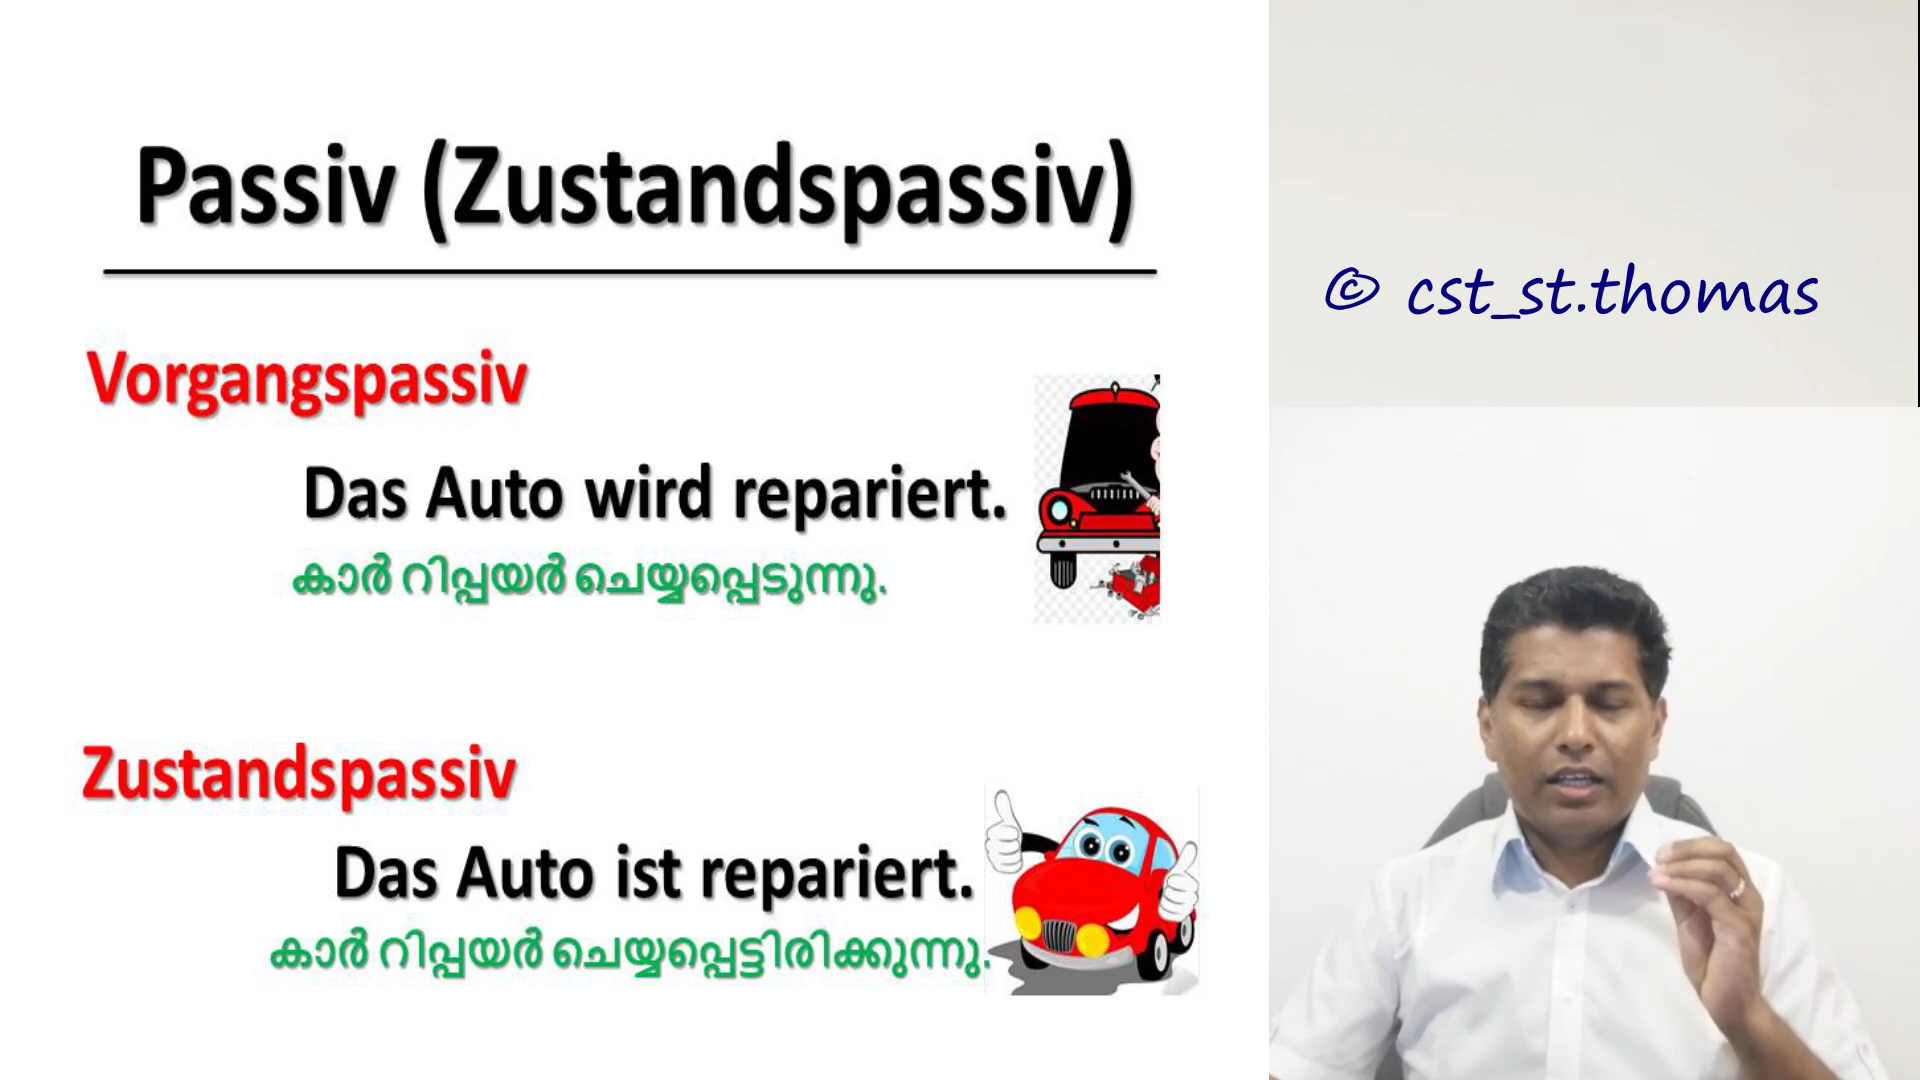 Passiv (Zustandspassiv)
© cst_st.thomas
Vorgangspassiv
Das Auto wird repariert.
കാർ റിപ്പയർ ചെയ്യപ്പെടുന്നു.
Zustandspassiv
Das Auto ist repariert.
കാർ റിപ്പയർ ചെയ്യപ്പെട്ടിരിക്കുന്നു.